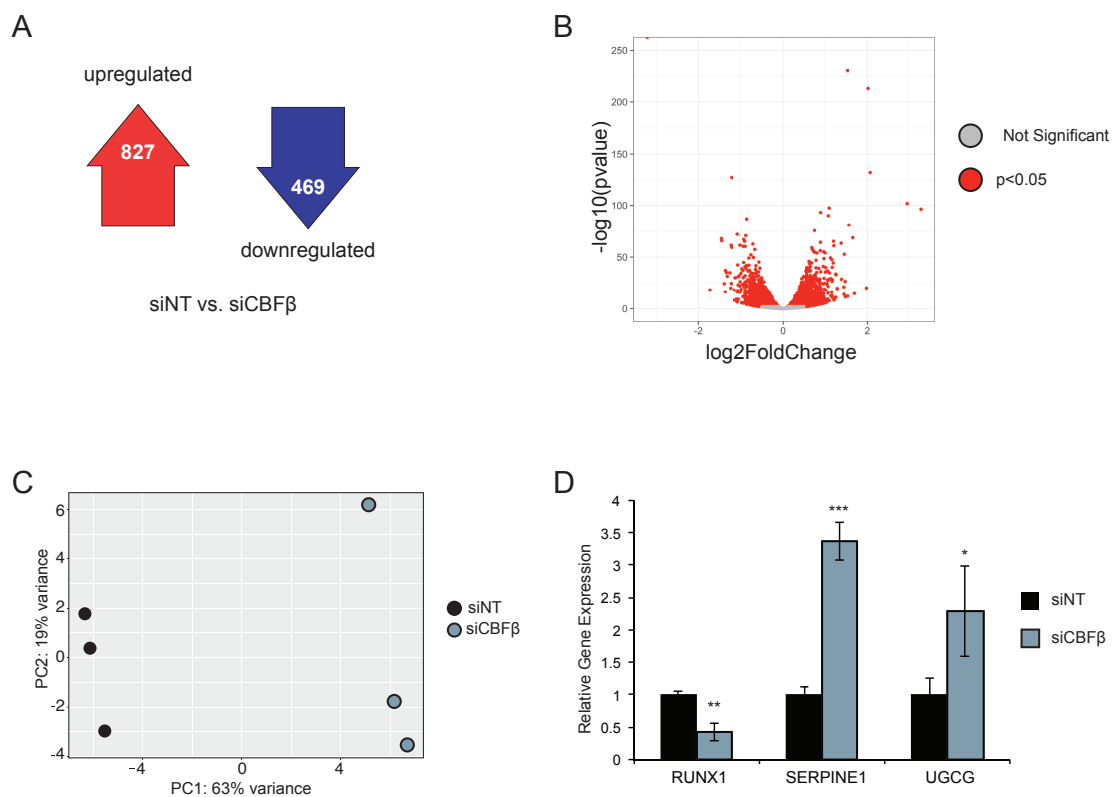 A
upregulated
827
469
downregulated
siNT vs. siCBFβ
B
250
200
150
100
50
0
-log10(pvalue)
-2
0
2
log2FoldChange
Not Significant
p<0.05
C
6
2
0
-2
-4
PC2: 19% variance
-4
0
4
PC1: 63% variance
siNT
siCBFβ
D
4
3.5
3
2.5
2
1.5
1
0.5
0
Relative Gene Expression
**
***
*
RUNX1
SERPINE1
UGCG
siNT
siCBFβ